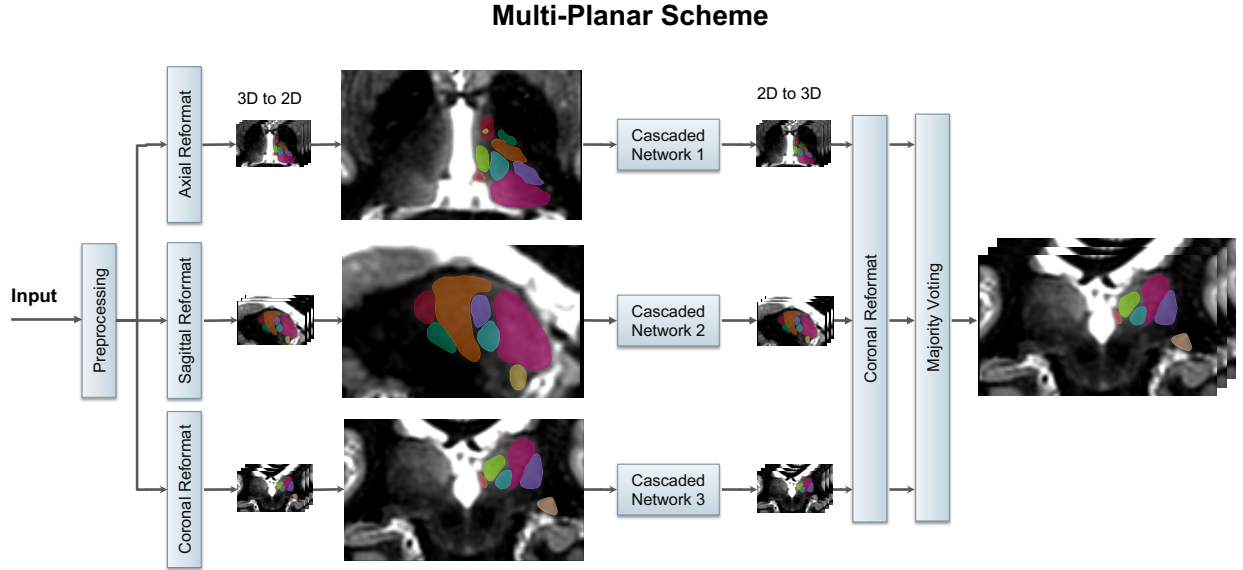 Multi-Planar Scheme
Input
Preprocessing
Axial Reformat
3D to 2D
Cascaded
Network 1
2D to 3D
Sagittal Reformat
Cascaded
Network 2
Coronal Reformat
Cascaded
Network 3
Coronal Reformat
Majority Voting